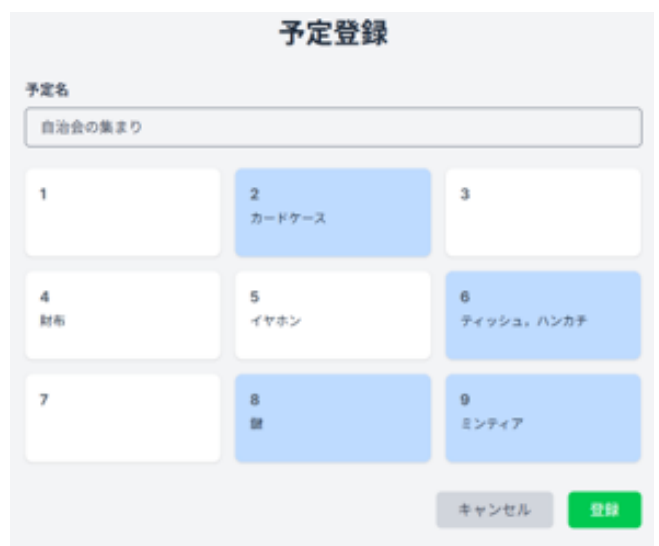 予定登録
予定名
自治会の集まり
1
2
カードケース
3
4
財布
5
イヤホン
6
ティッシュ，ハンカチ
7
8
鍵
9
ミンティア
キャンセル
登録